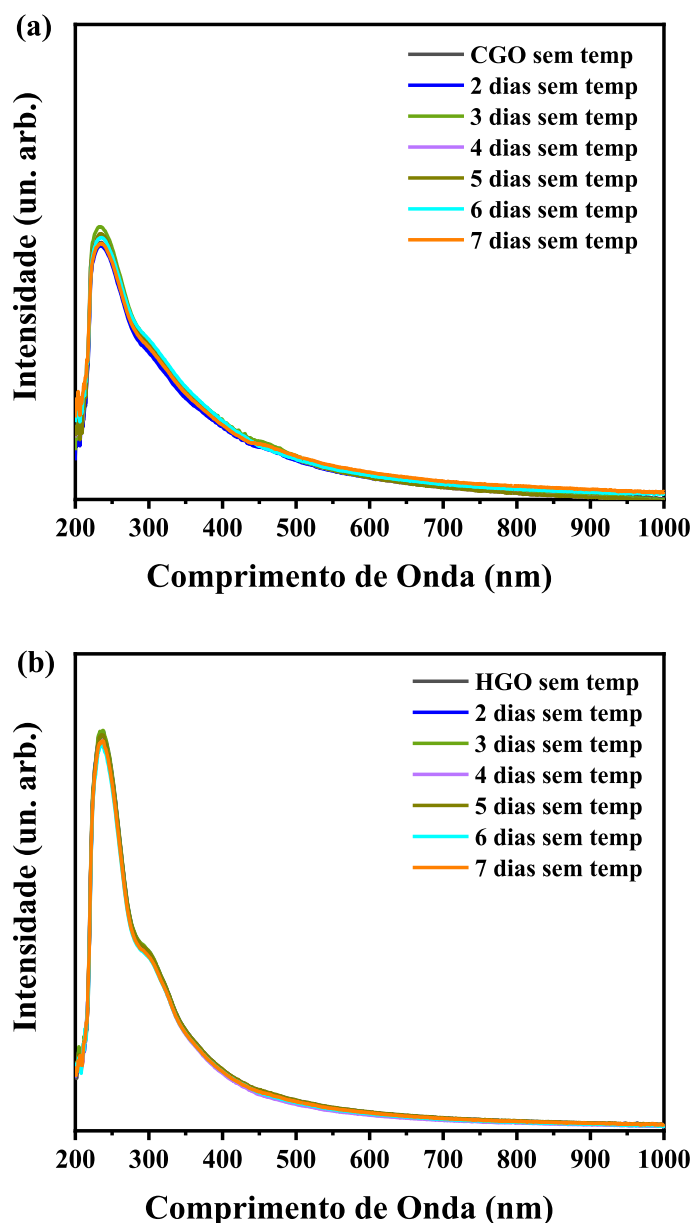 (a)
CGO sem temp
2 dias sem temp
3 dias sem temp
4 dias sem temp
5 dias sem temp
6 dias sem temp
7 dias sem temp
Intensidade (un. arb.)
200 300 400 500 600 700 800 900 1000
Comprimento de Onda (nm)
(b)
HGO sem temp
2 dias sem temp
3 dias sem temp
4 dias sem temp
5 dias sem temp
6 dias sem temp
7 dias sem temp
Intensidade (un. arb.)
200 300 400 500 600 700 800 900 1000
Comprimento de Onda (nm)